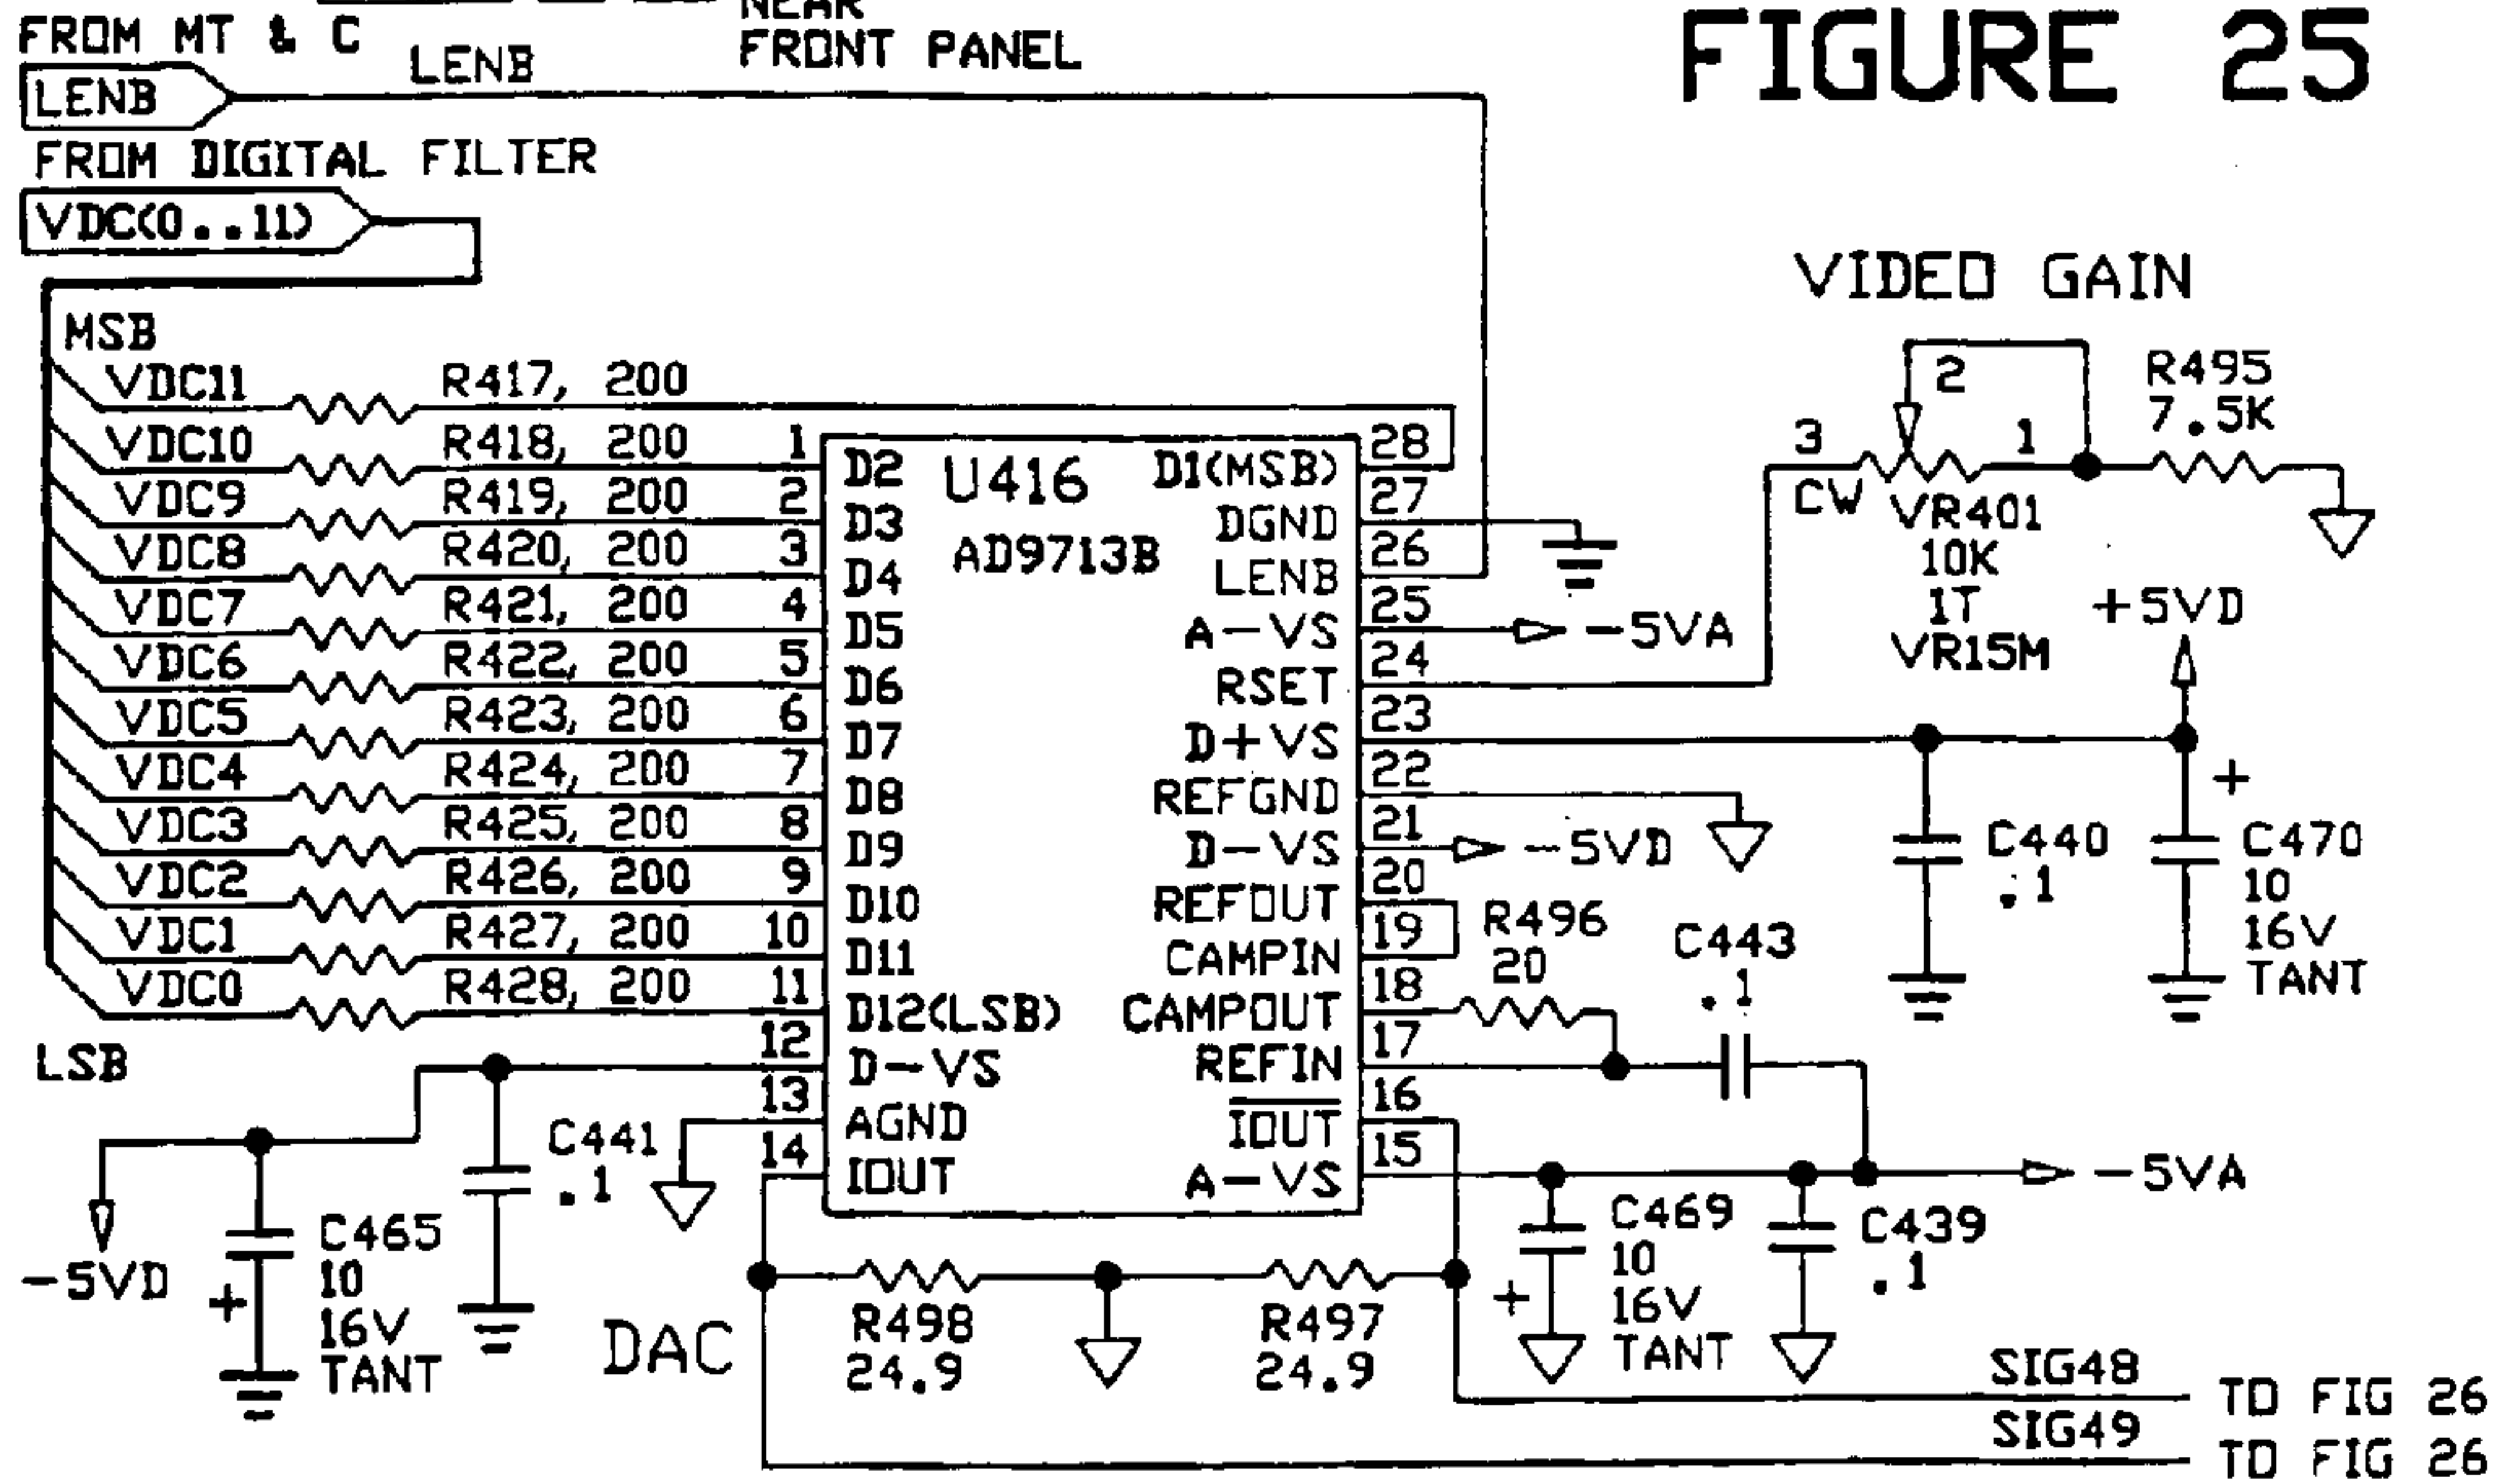 NEAR
FROM MT & C
FRONT PANEL
FIGURE 25
LENB
LENB
FROM DIGITAL FILTER
VDC(0..11)
VIDEO GAIN
MSB
VDC11 R417, 200
VDC10 R418, 200 1 D2
VDC9 R419, 200 2 D3
VDC8 R420, 200 3 D4
VDC7 R421, 200 4 D5
VDC6 R422, 200 5 D6
VDC5 R423, 200 6 D7
VDC4 R424, 200 7 D8
VDC3 R425, 200 8 D9
VDC2 R426, 200 9 D10
VDC1 R427, 200 10 D11
VDC0 R428, 200 11 D12(LSB)
LSB
12 D-VS
13 AGND
14 IOUT
U416
AD9713B
D1(MSB) 28
DGND 27
LENB 26
A-VS 25 -5VA
RSET 24
D+VS 23
REFGND 22
D-VS 21 -5VD
REFOUT 20
CAMPIN 19
CAMPOUT 18
REFIN 17
IOUT 16
A-VS 15 -5VA
2
3
1
CW
VR401
10K
1T
VR15M
R495
7.5K
+5VD
C440
.1
+
C470
10
16V
TANT
R496
20
C443
.1
C441
.1
-5VD
C465
10
16V
TANT
+
DAC
R498
24.9
R497
24.9
C469
10
16V
TANT
+
C439
.1
SIG48 TO FIG 26
SIG49 TO FIG 26